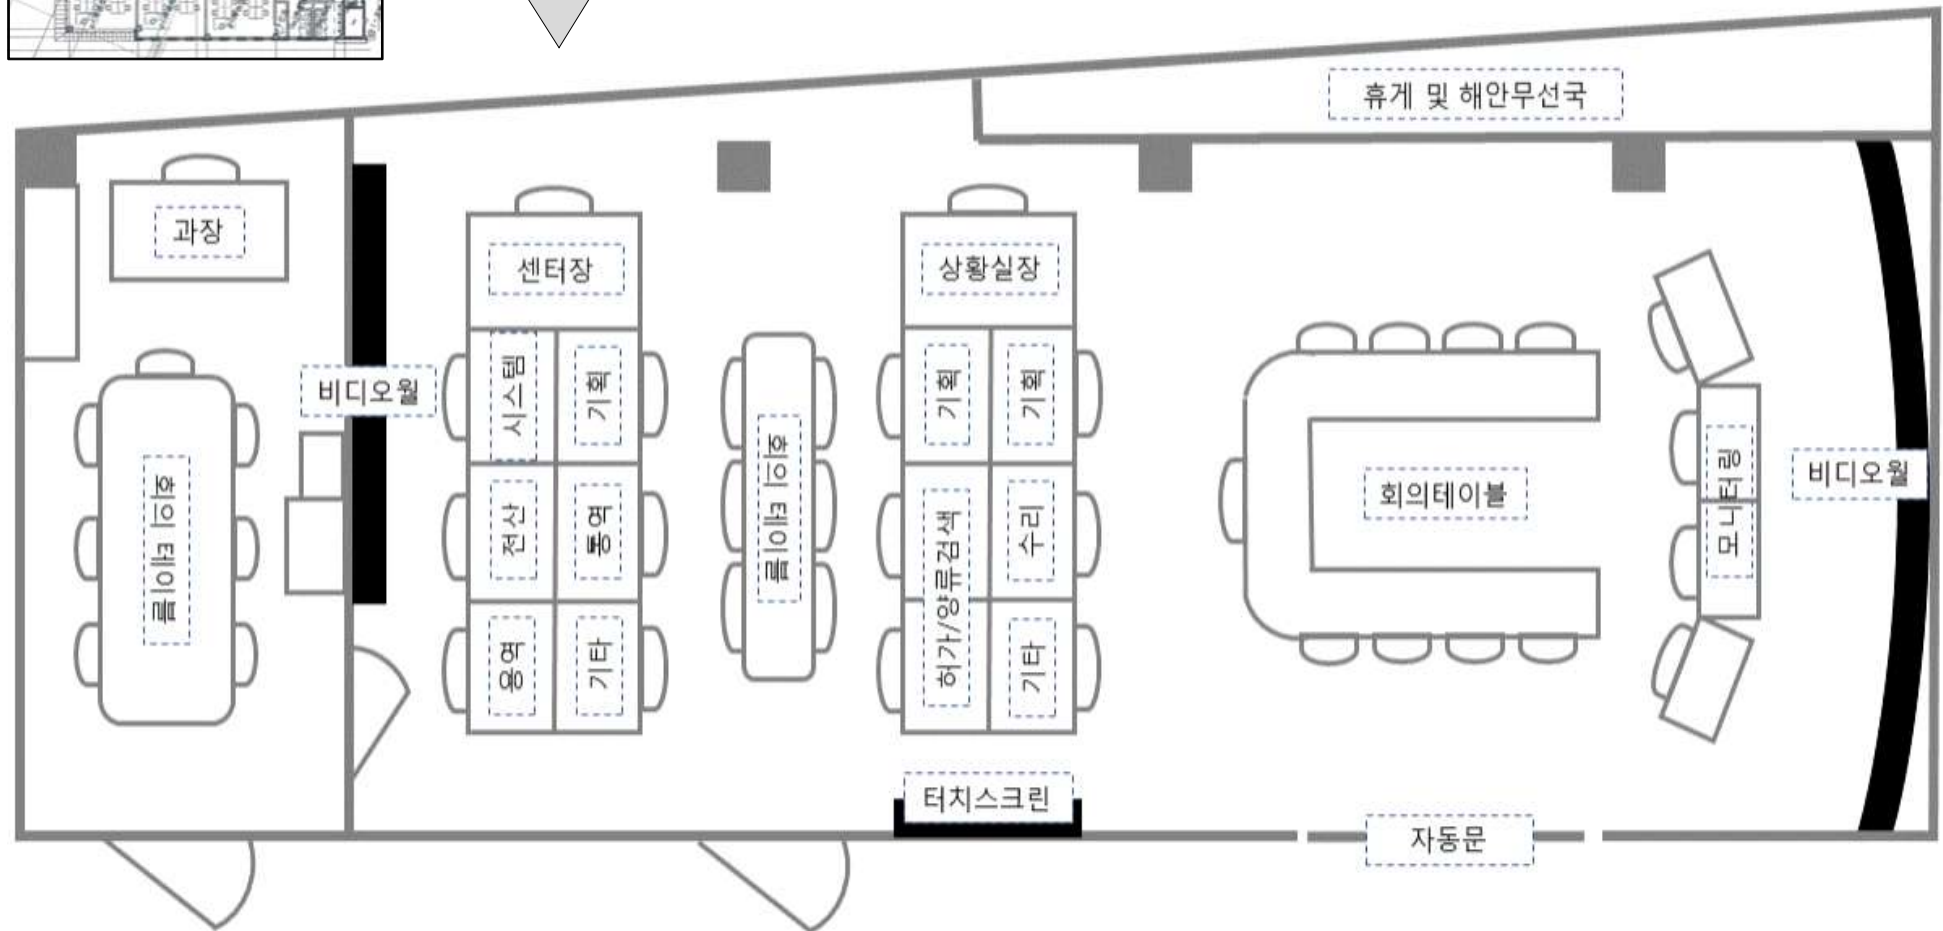 휴게 및 해안무선국
과장
센터장
상황실장
비디오월
시스템
기획
기획
기획
회의 테이블
회의 테이블
전산
통역
허가/양류검색
수리
회의테이블
모니터링
비디오월
용역
기타
기타
터치스크린
자동문